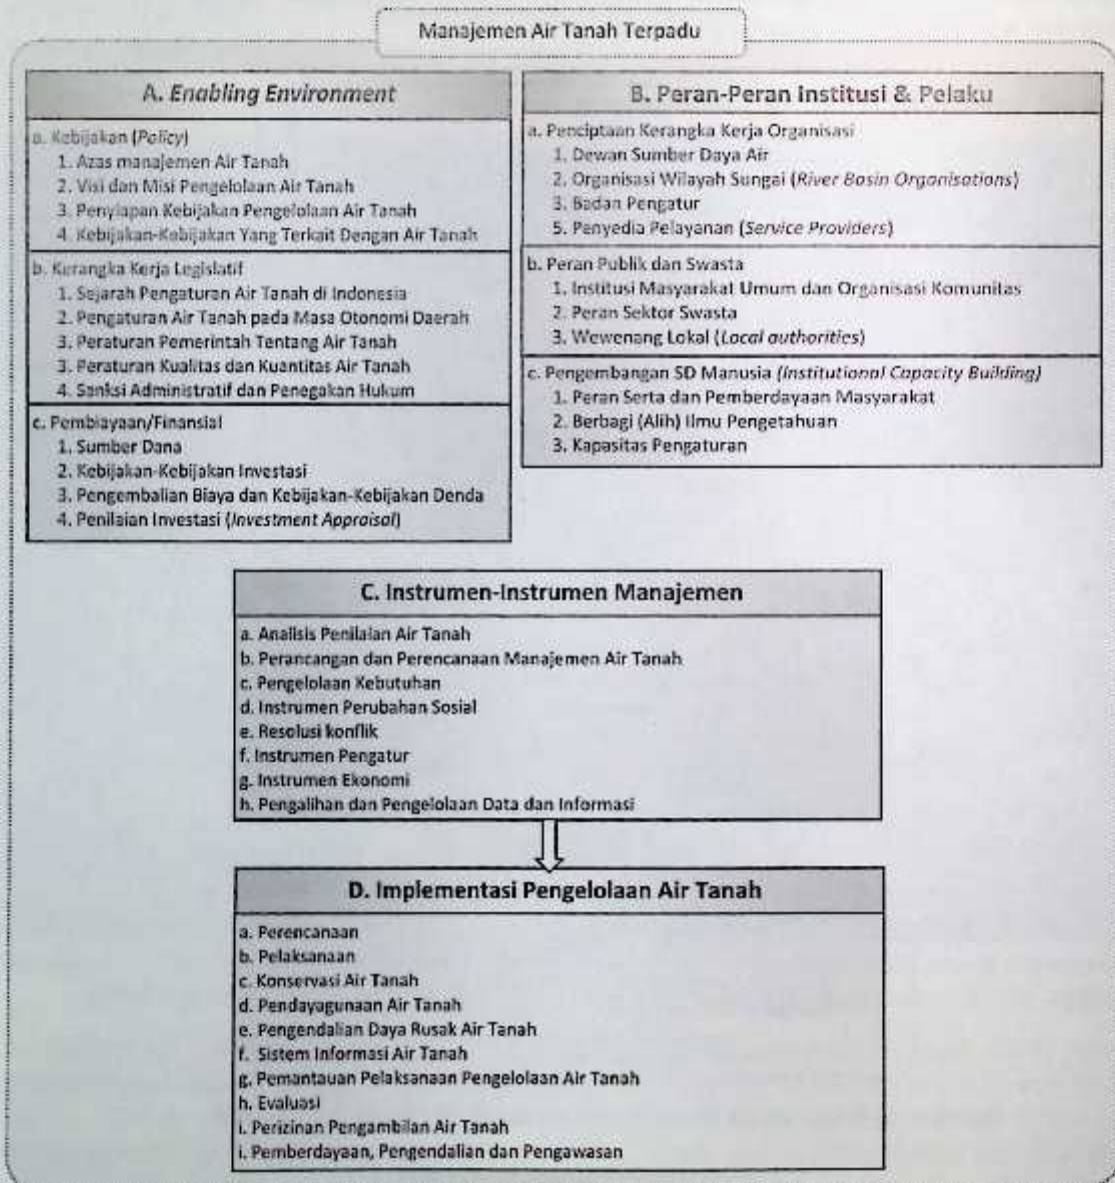 Manajemen Air Tanah Terpadu
A. Enabling Environment
a. Kebijakan (Policy)
1. Azas manajemen Air Tanah
2. Visi dan Misi Pengelolaan Air Tanah
3. Penyiapan Kebijakan Pengelolaan Air Tanah
4. Kebijakan-Kebijakan Yang Terkait Dengan Air Tanah
b. Kerangka Kerja Legislatif
1. Sejarah Pengaturan Air Tanah di Indonesia
2. Pengaturan Air Tanah pada Masa Otonomi Daerah
3. Peraturan Pemerintah Tentang Air Tanah
3. Peraturan Kualitas dan Kuantitas Air Tanah
4. Sanksi Administratif dan Penegakan Hukum
c. Pembiayaan/Finansial
1. Sumber Dana
2. Kebijakan-Kebijakan Investasi
3. Pengembalian Biaya dan Kebijakan-Kebijakan Denda
4. Penilaian Investasi (Investment Appraisal)
B. Peran-Peran Institusi & Pelaku
a. Penciptaan Kerangka Kerja Organisasi
1. Dewan Sumber Daya Air
2. Organisasi Wilayah Sungai (River Basin Organisations)
3. Badan Pengatur
5. Penyedia Pelayanan (Service Providers)
b. Peran Publik dan Swasta
1. Institusi Masyarakat Umum dan Organisasi Komunitas
2. Peran Sektor Swasta
3. Wewenang Lokal (Local authorities)
c. Pengembangan SD Manusia (Institutional Capacity Building)
1. Peran Serta dan Pemberdayaan Masyarakat
2. Berbagi (Alih) Ilmu Pengetahuan
3. Kapasitas Pengaturan
C. Instrumen-Instrumen Manajemen
a. Analisis Penilaian Air Tanah
b. Perancangan dan Perencanaan Manajemen Air Tanah
c. Pengelolaan Kebutuhan
d. Instrumen Perubahan Sosial
e. Resolusi konflik
f. Instrumen Pengatur
g. Instrumen Ekonomi
h. Pengalihan dan Pengelolaan Data dan Informasi
D. Implementasi Pengelolaan Air Tanah
a. Perencanaan
b. Pelaksanaan
c. Konservasi Air Tanah
d. Pendayagunaan Air Tanah
e. Pengendalian Daya Rusak Air Tanah
f. Sistem Informasi Air Tanah
g. Pemantauan Pelaksanaan Pengelolaan Air Tanah
h. Evaluasi
i. Perizinan Pengambilan Air Tanah
i. Pemberdayaan, Pengendalian dan Pengawasan